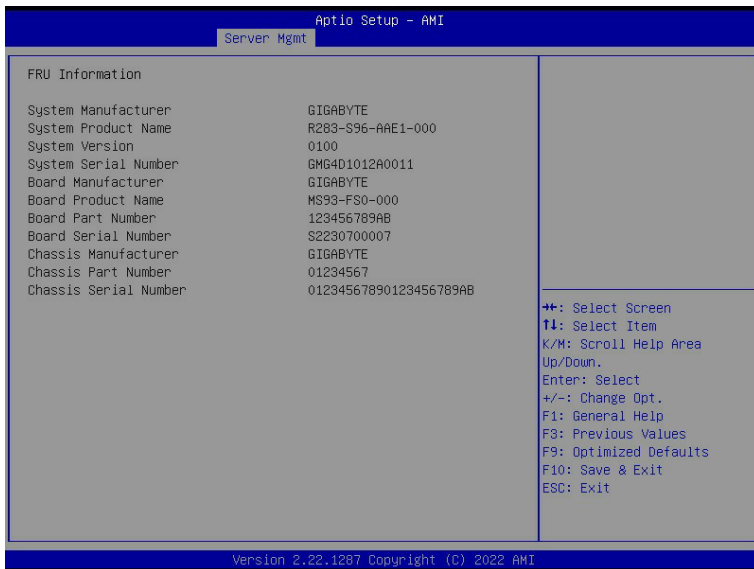 Aptio Setup – AMI
Server Mgmt
FRU Information
System Manufacturer GIGABYTE
System Product Name R283-S96-AAE1-000
System Version 0100
System Serial Number GMG4D1012A0011
Board Manufacturer GIGABYTE
Board Product Name MS93-FS0-000
Board Part Number 123456789AB
Board Serial Number S2230700007
Chassis Manufacturer GIGABYTE
Chassis Part Number 01234567
Chassis Serial Number 01234567890123456789AB
→←: Select Screen
↑↓: Select Item
K/M: Scroll Help Area
Up/Down.
Enter: Select
+/-: Change Opt.
F1: General Help
F3: Previous Values
F9: Optimized Defaults
F10: Save & Exit
ESC: Exit
Version 2.22.1287 Copyright (C) 2022 AMI